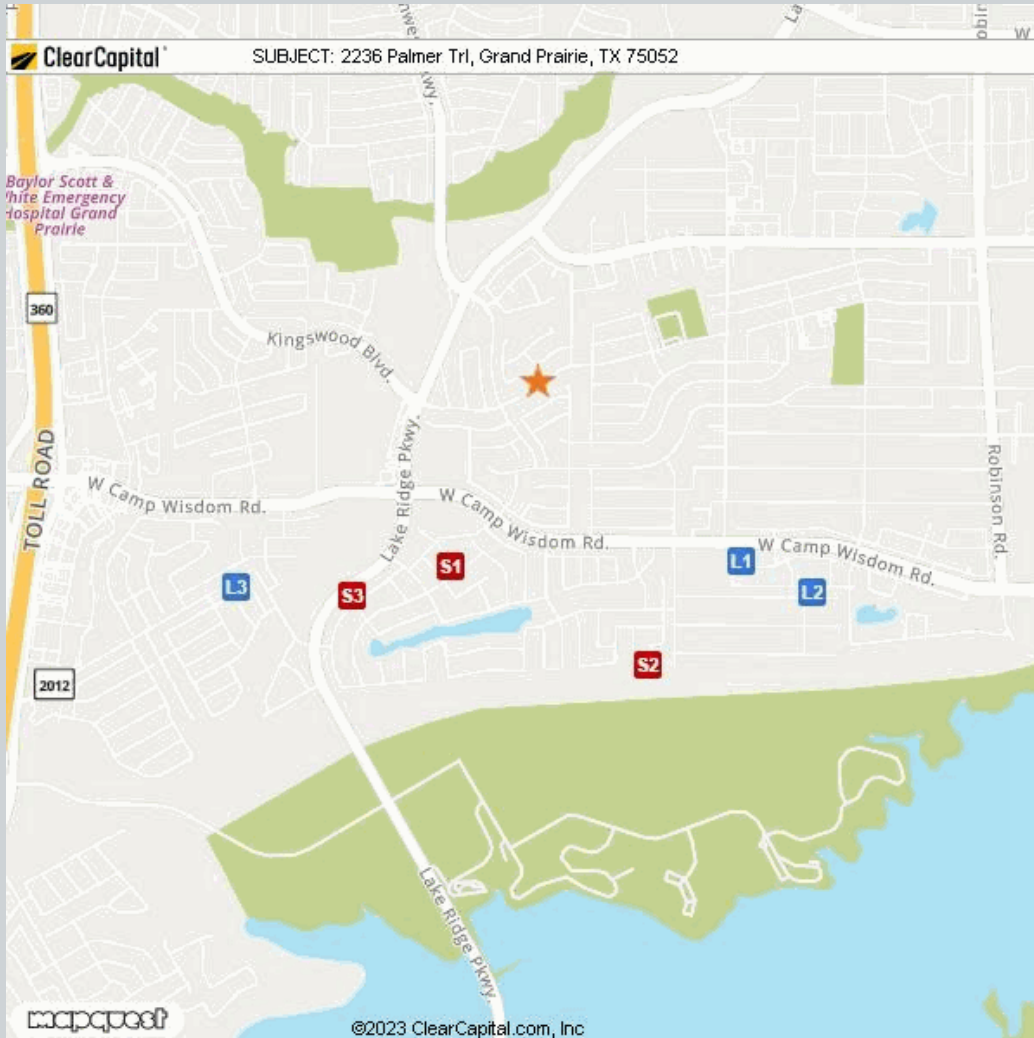 ClearCapital
SUBJECT: 2236 Palmer Trl, Grand Prairie, TX 75052
Baylor Scott &
White Emergency
Hospital Grand
Prairie
360
Kingswood Blvd.
TOLL ROAD
W Camp Wisdom Rd.
Lake Ridge Pkwy.
W Camp Wisdom Rd.
W Camp Wisdom Rd.
Robinson Rd.
S1
L1
L3
S3
L2
S2
2012
Lake Ridge Pkwy.
mapquest
©2023 ClearCapital.com, Inc